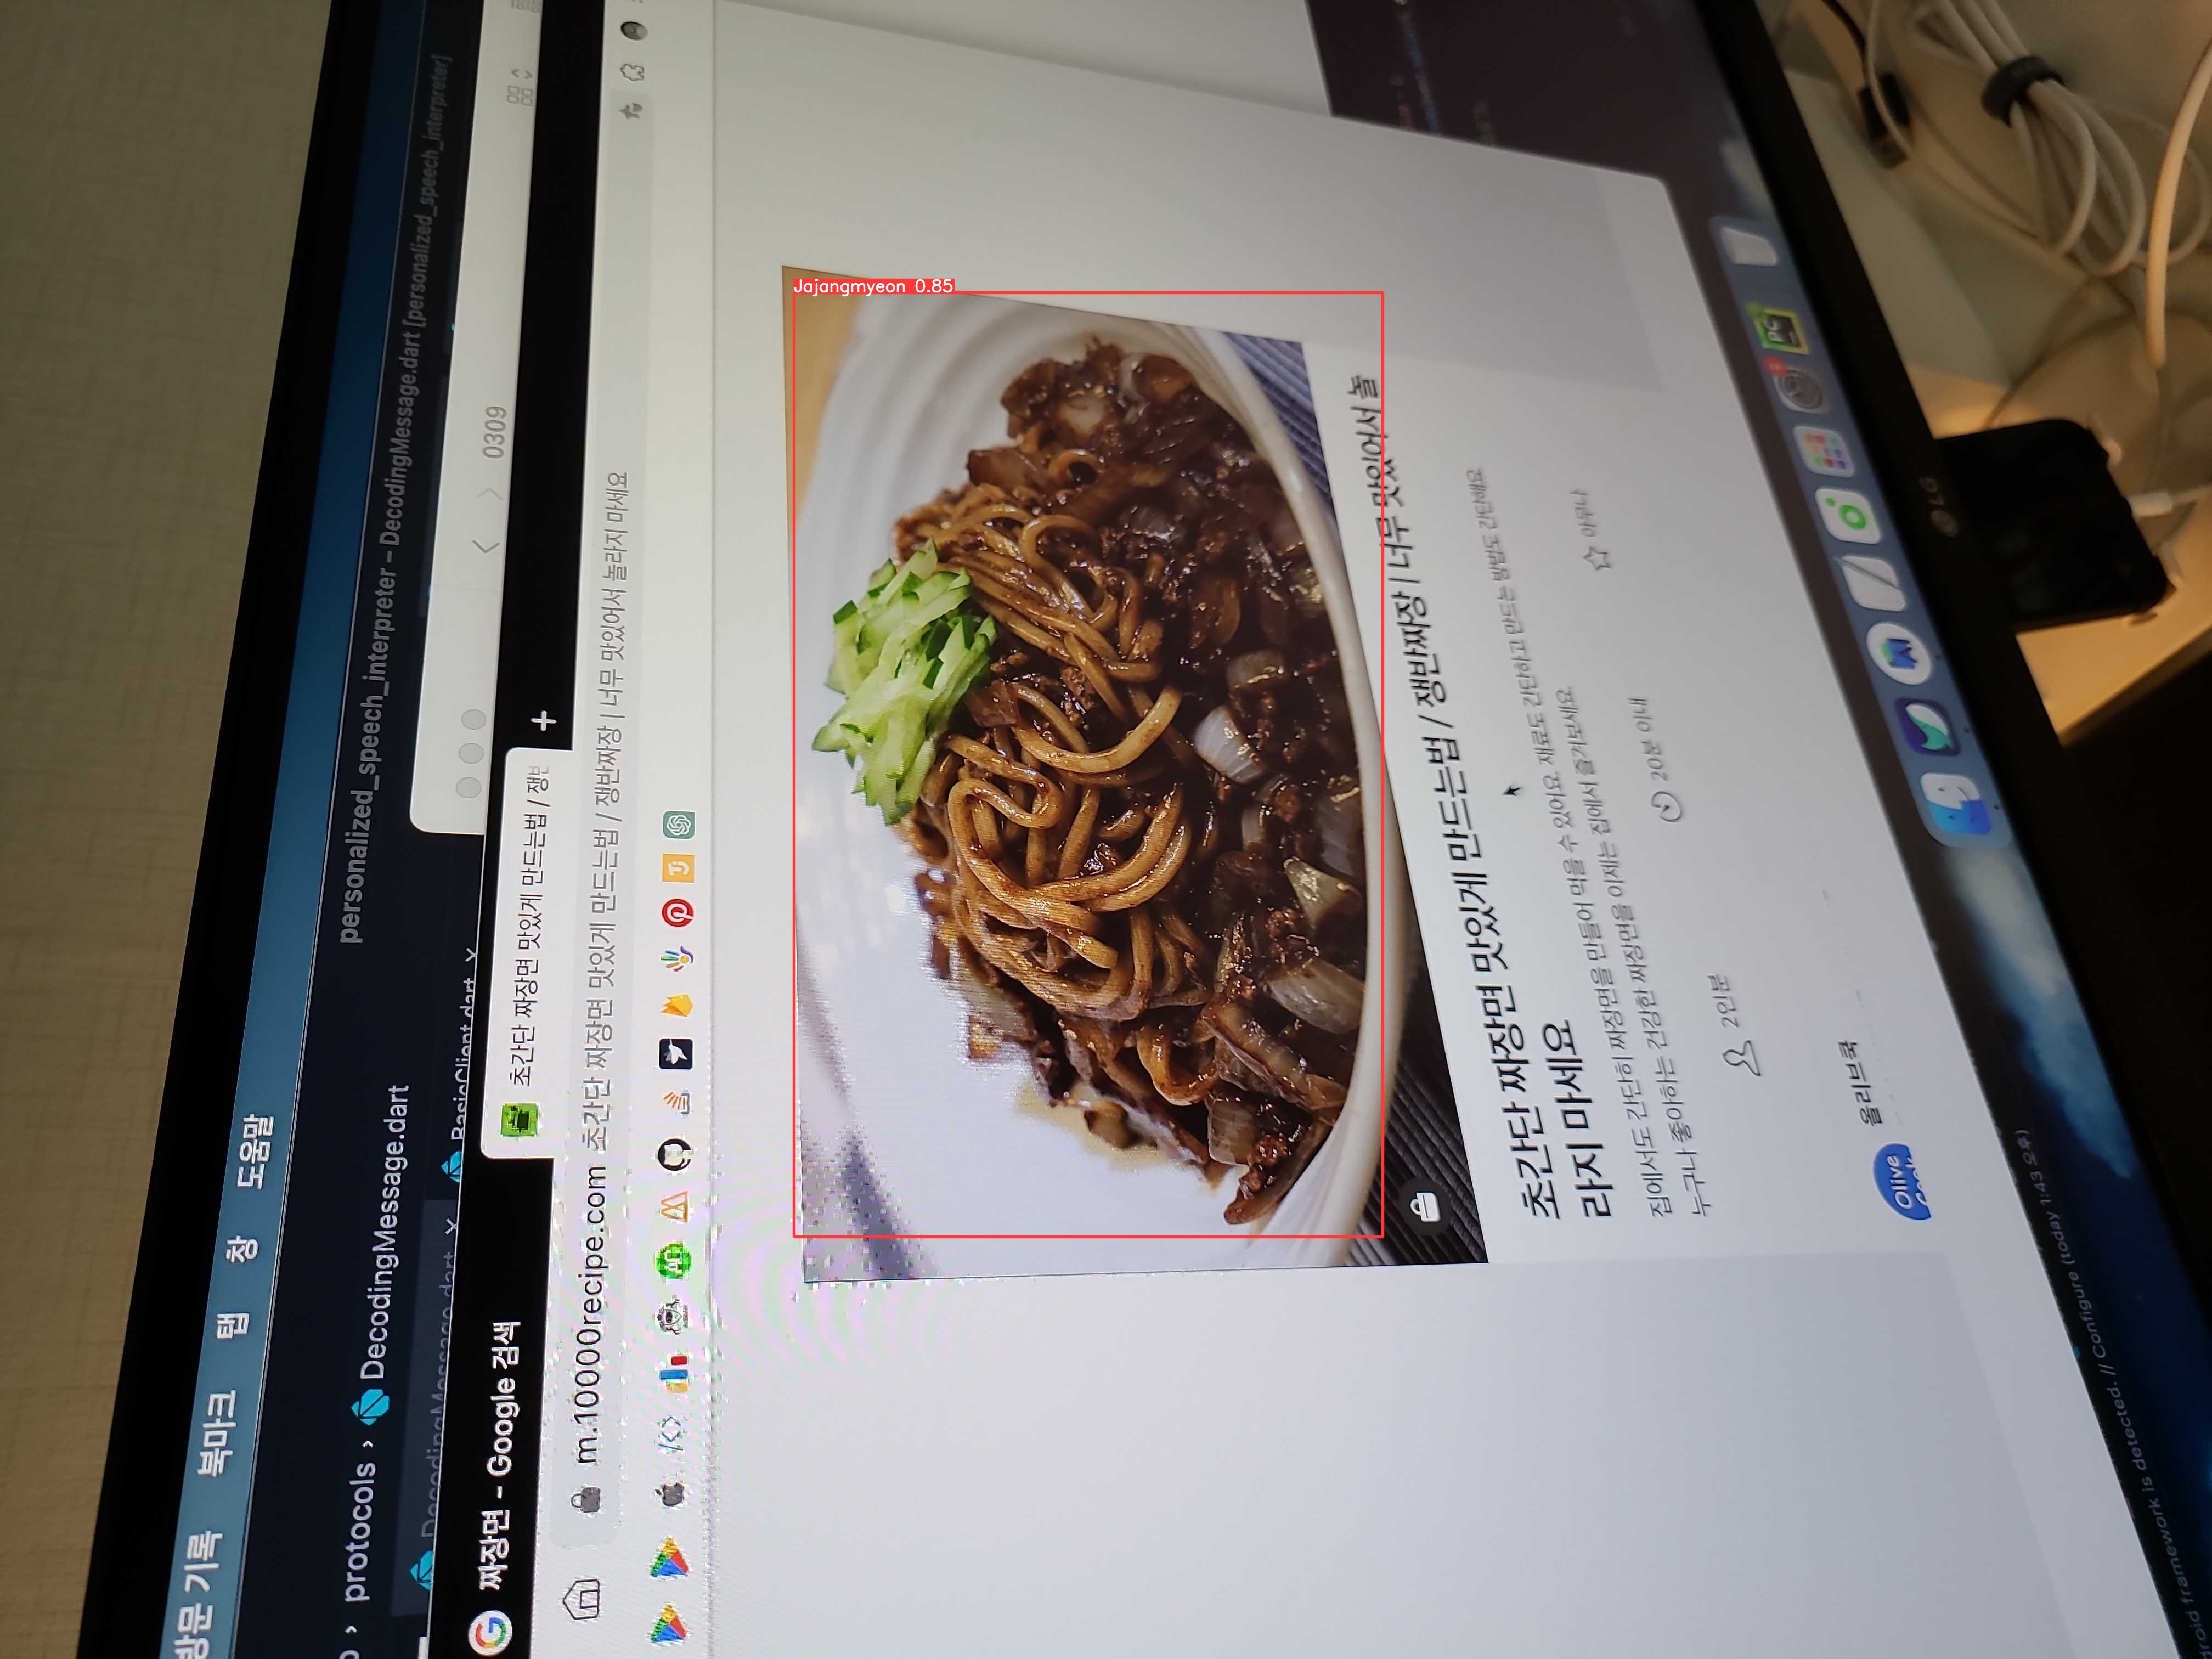 방문 기록 북마크 탭 창 도움말
personalized_speech_interpreter – DecodingMessage.dart [personalized_speech_interpreter]
protocols › DecodingMessage.dart
DecodingMessage.dart × BasicClient.dart ×
0309
짜장면 - Google 검색
초간단 짜장면 맛있게 만드는법 / 쟁반
m.10000recipe.com 초간단 짜장면 맛있게 만드는법 / 쟁반짜장 | 너무 맛있어서 놀라지 마세요
Jajangmyeon 0.85
초간단 짜장면 맛있게 만드는법 / 쟁반짜장 | 너무 맛있어서 놀
라지 마세요
집에서도 간단히 짜장면을 만들어 먹을 수 있어요. 재료도 간단하고 만드는 방법도 간단해요
누구나 좋아하는 건강한 짜장면을 이제는 집에서 즐겨보세요
2인분 20분 이내 아무나
Olive
올리브쿡
PC
LG
framework is detected. // Configure (today 1:43 오후)